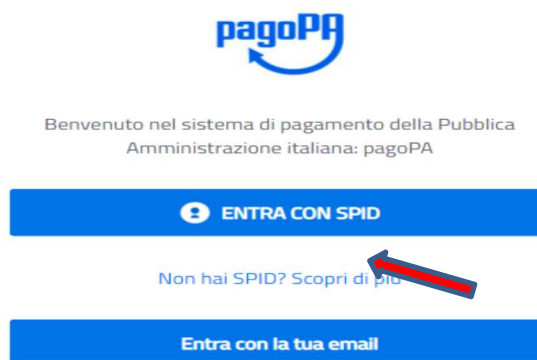 pagoPA
Benvenuto nel sistema di pagamento della Pubblica
Amministrazione italiana: pagoPA
ENTRA CON SPID
Non hai SPID? Scopri di più
Entra con la tua email